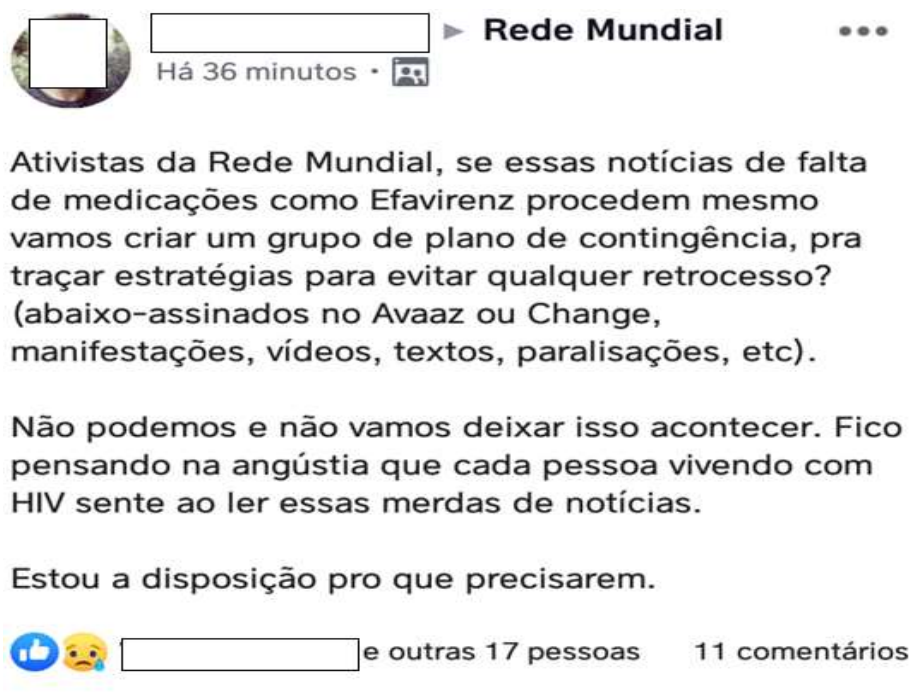 Rede Mundial
Há 36 minutos ·
Ativistas da Rede Mundial, se essas notícias de falta
de medicações como Efavirenz procedem mesmo
vamos criar um grupo de plano de contingência, pra
traçar estratégias para evitar qualquer retrocesso?
(abaixo-assinados no Avaaz ou Change,
manifestações, vídeos, textos, paralisações, etc).
Não podemos e não vamos deixar isso acontecer. Fico
pensando na angústia que cada pessoa vivendo com
HIV sente ao ler essas merdas de notícias.
Estou a disposição pro que precisarem.
e outras 17 pessoas 11 comentários